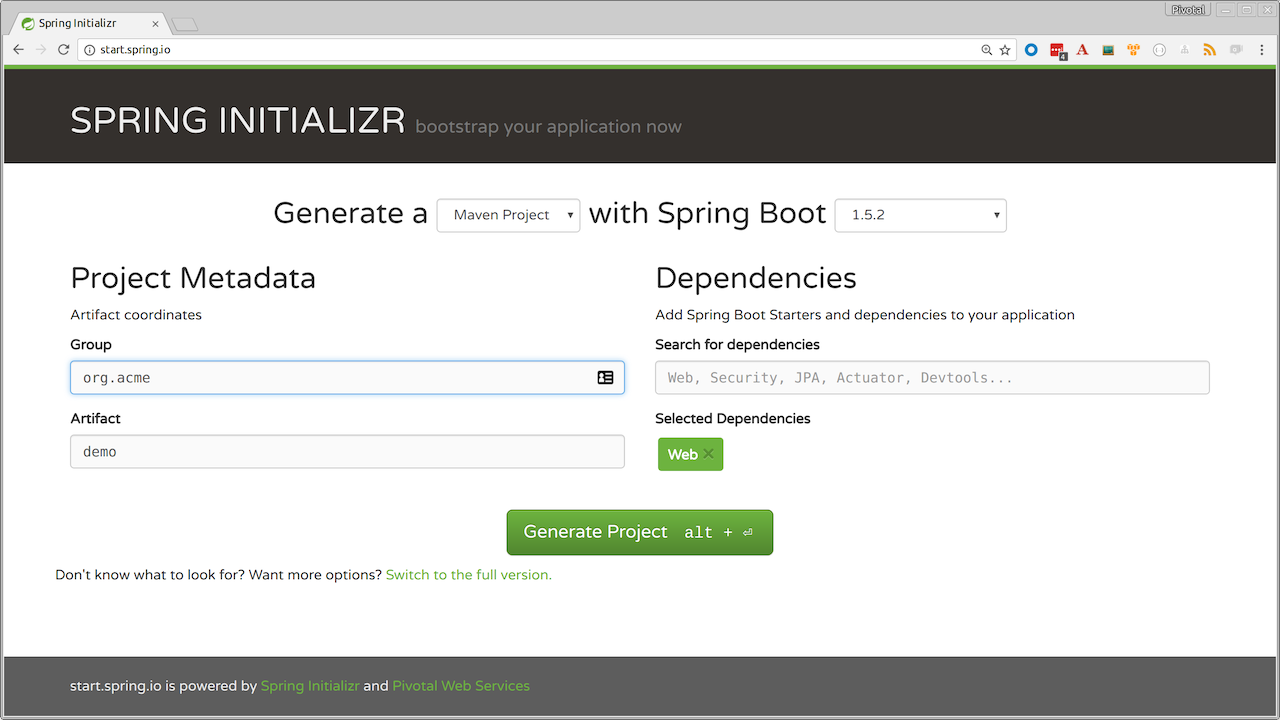 Pivotal
Spring Initializr
start.spring.io
4
SPRING INITIALIZR bootstrap your application now
Generate a Maven Project with Spring Boot 1.5.2
Project Metadata
Artifact coordinates
Group
org.acme
Artifact
demo
Dependencies
Add Spring Boot Starters and dependencies to your application
Search for dependencies
Web, Security, JPA, Actuator, Devtools...
Selected Dependencies
Web ✕
Generate Project alt + ⏎
Don't know what to look for? Want more options? Switch to the full version.
start.spring.io is powered by Spring Initializr and Pivotal Web Services